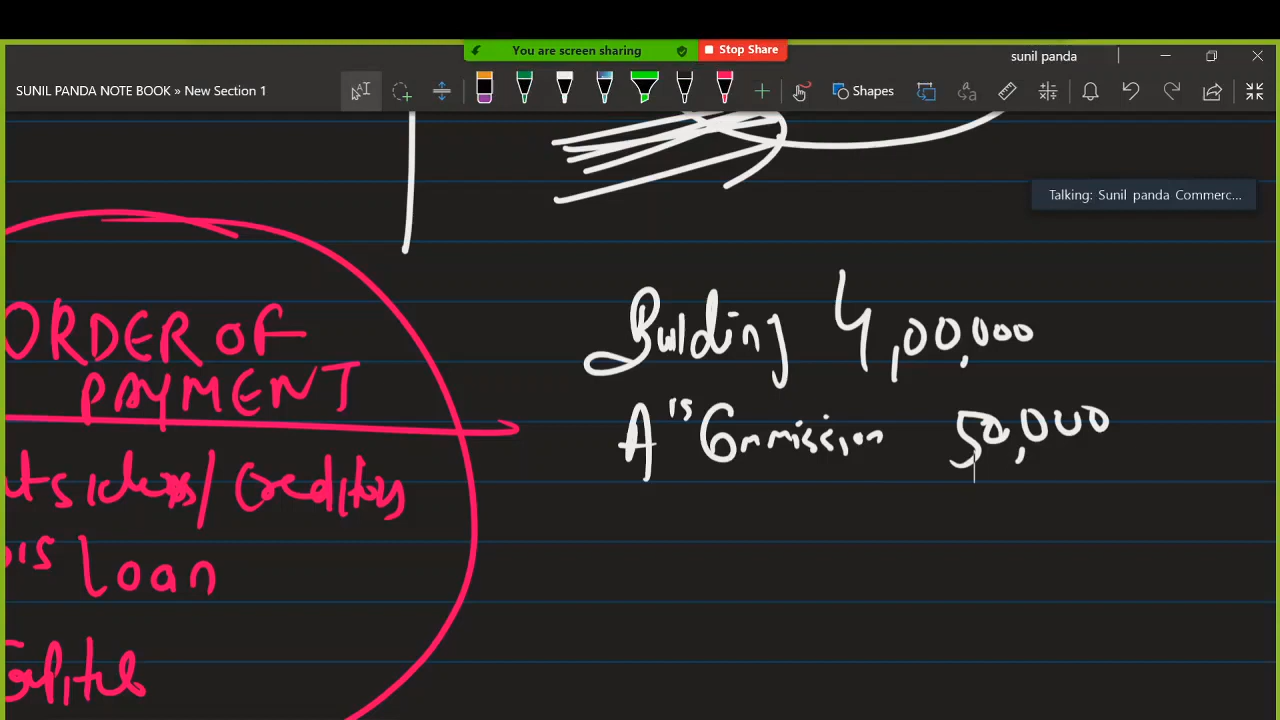 You are screen sharing
Stop Share
sunil panda
SUNIL PANDA NOTE BOOK » New Section 1
Shapes
Talking: Sunil panda Commerc...
ORDER OF
PAYMENT
Creditors
Loan
Building 4,00,000
A's Commission 50,000